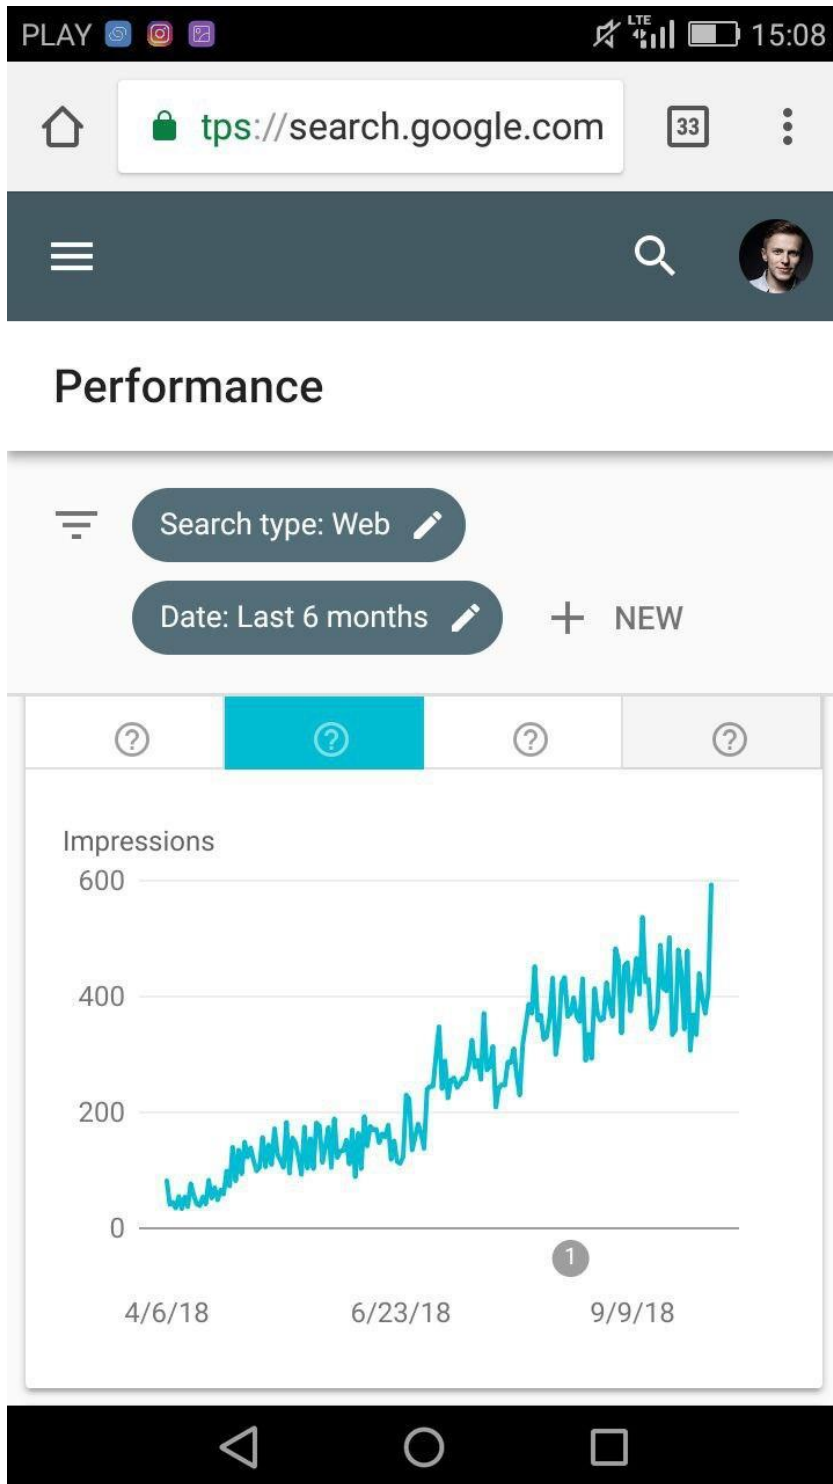 PLAY LTE 15:08
tps://search.google.com 33
Performance
Search type: Web
Date: Last 6 months + NEW
? ? ? ?
Impressions
600
400
200
0
1
4/6/18 6/23/18 9/9/18